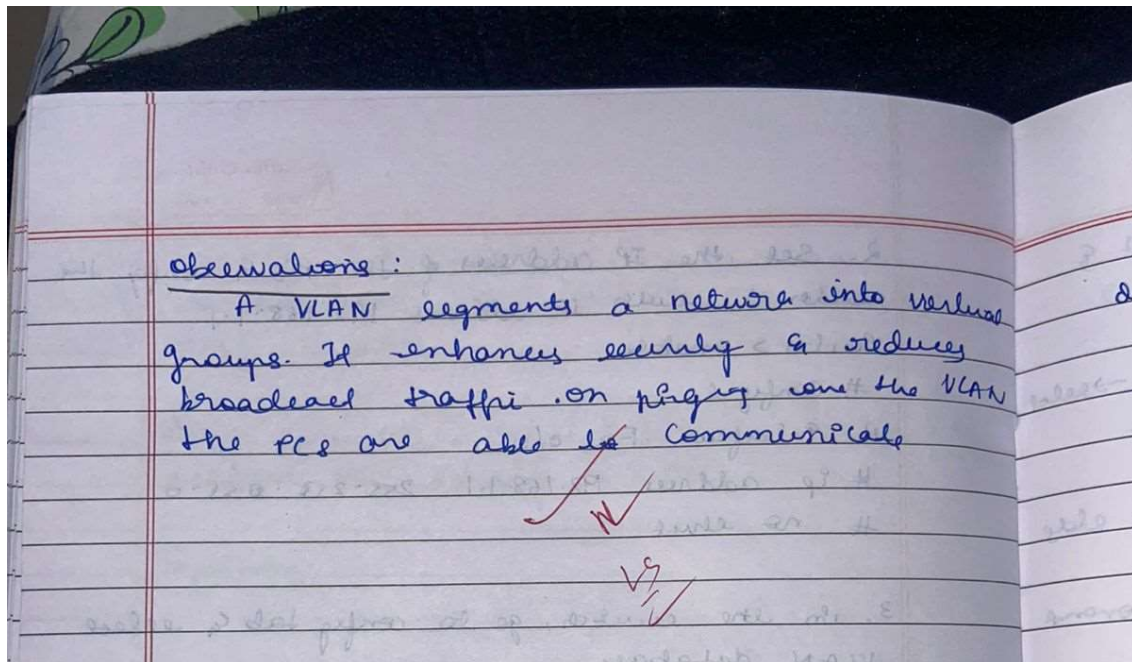 Observations:
A VLAN segments a network into virtual
groups. It enhances security & reduces
broadcast traffic. On pinging over the VLAN
the PCs are able to communicate